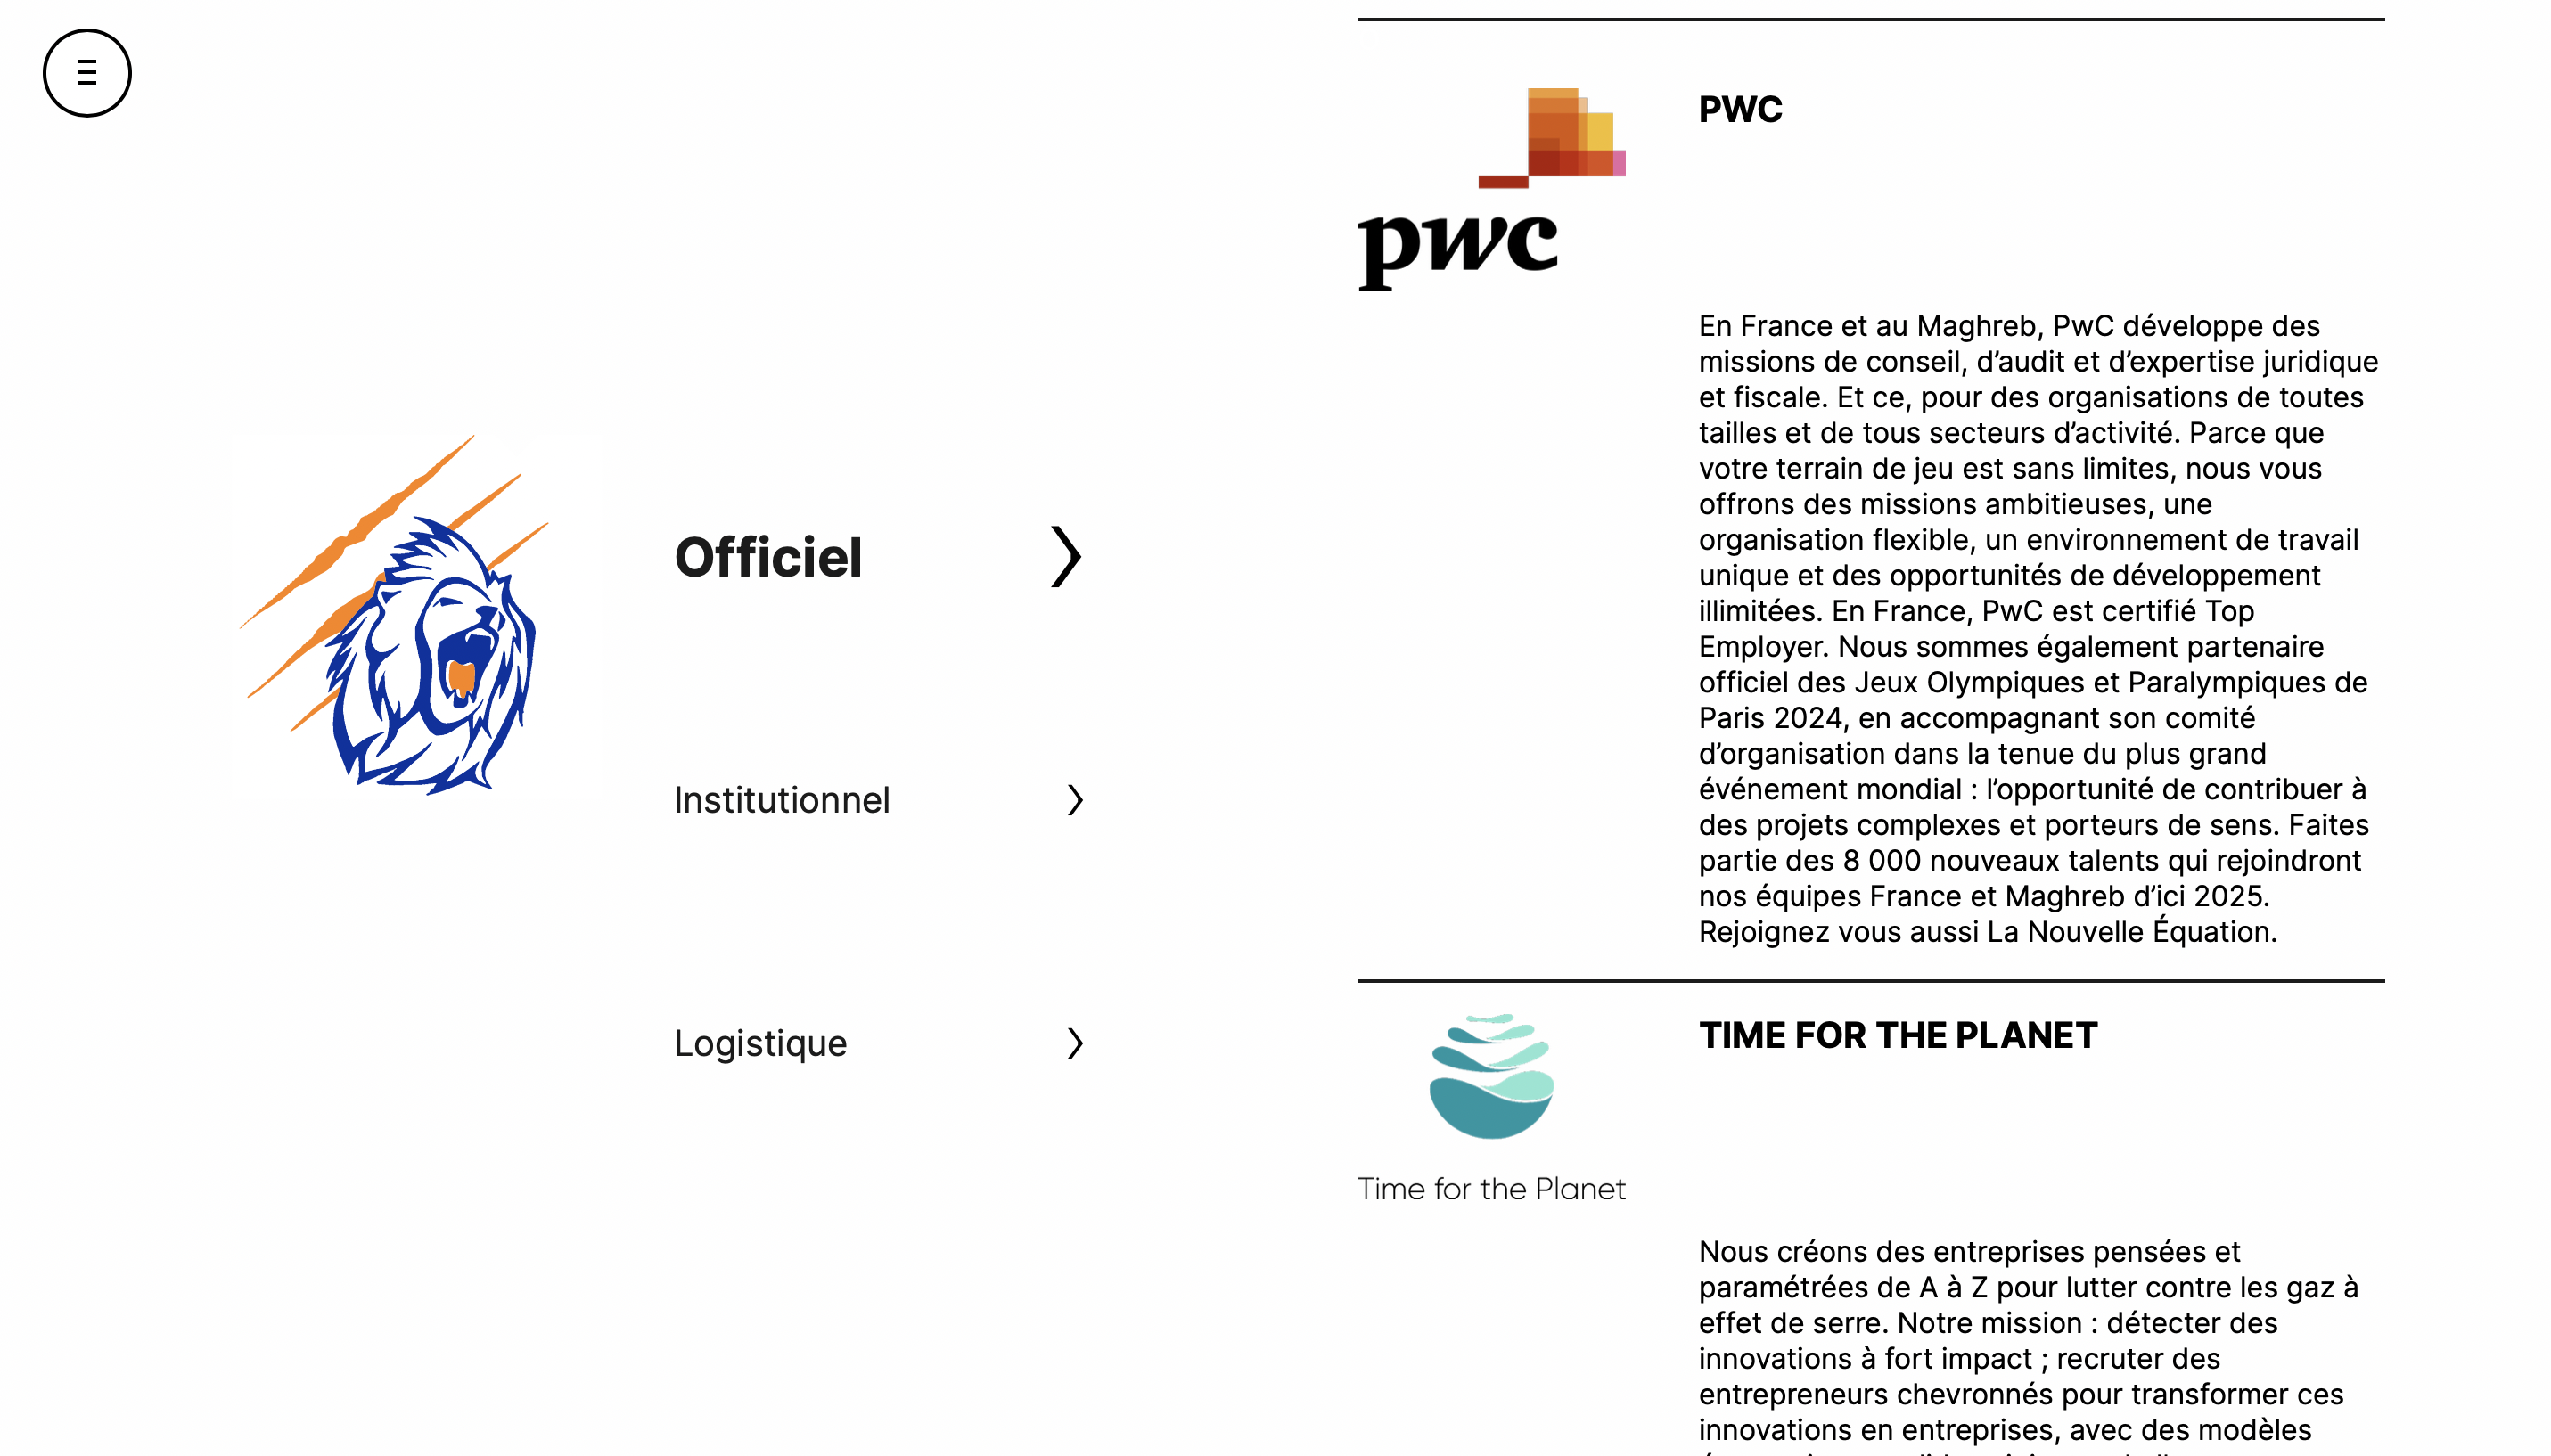 Officiel
Institutionnel
Logistique
pwc
PWC
En France et au Maghreb, PwC développe des
missions de conseil, d’audit et d’expertise juridique
et fiscale. Et ce, pour des organisations de toutes
tailles et de tous secteurs d’activité. Parce que
votre terrain de jeu est sans limites, nous vous
offrons des missions ambitieuses, une
organisation flexible, un environnement de travail
unique et des opportunités de développement
illimitées. En France, PwC est certifié Top
Employer. Nous sommes également partenaire
officiel des Jeux Olympiques et Paralympiques de
Paris 2024, en accompagnant son comité
d’organisation dans la tenue du plus grand
événement mondial : l’opportunité de contribuer à
des projets complexes et porteurs de sens. Faites
partie des 8 000 nouveaux talents qui rejoindront
nos équipes France et Maghreb d’ici 2025.
Rejoignez vous aussi La Nouvelle Équation.
Time for the Planet
TIME FOR THE PLANET
Nous créons des entreprises pensées et
paramétrées de A à Z pour lutter contre les gaz à
effet de serre. Notre mission : détecter des
innovations à fort impact ; recruter des
entrepreneurs chevronnés pour transformer ces
innovations en entreprises, avec des modèles